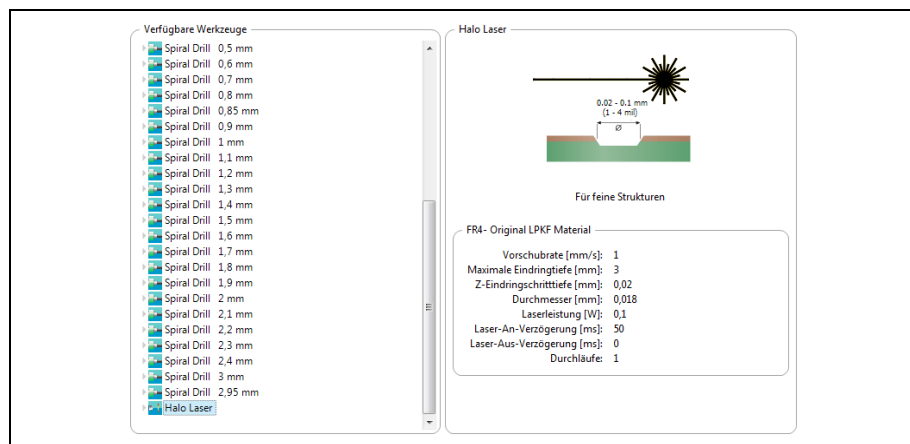 Verfügbare Werkzeuge
Spiral Drill 0,5 mm
Spiral Drill 0,6 mm
Spiral Drill 0,7 mm
Spiral Drill 0,8 mm
Spiral Drill 0,85 mm
Spiral Drill 0,9 mm
Spiral Drill 1 mm
Spiral Drill 1,1 mm
Spiral Drill 1,2 mm
Spiral Drill 1,3 mm
Spiral Drill 1,4 mm
Spiral Drill 1,5 mm
Spiral Drill 1,6 mm
Spiral Drill 1,7 mm
Spiral Drill 1,8 mm
Spiral Drill 1,9 mm
Spiral Drill 2 mm
Spiral Drill 2,1 mm
Spiral Drill 2,2 mm
Spiral Drill 2,3 mm
Spiral Drill 2,4 mm
Spiral Drill 3 mm
Spiral Drill 2,95 mm
Halo Laser
Halo Laser
0.02 - 0.1 mm
(1 - 4 mil)
Ø
Für feine Strukturen
FR4- Original LPKF Material
Vorschubrate [mm/s]: 1
Maximale Eindringtiefe [mm]: 3
Z-Eindringschritttiefe [mm]: 0,02
Durchmesser [mm]: 0,018
Laserleistung [W]: 0,1
Laser-An-Verzögerung [ms]: 50
Laser-Aus-Verzögerung [ms]: 0
Durchläufe: 1